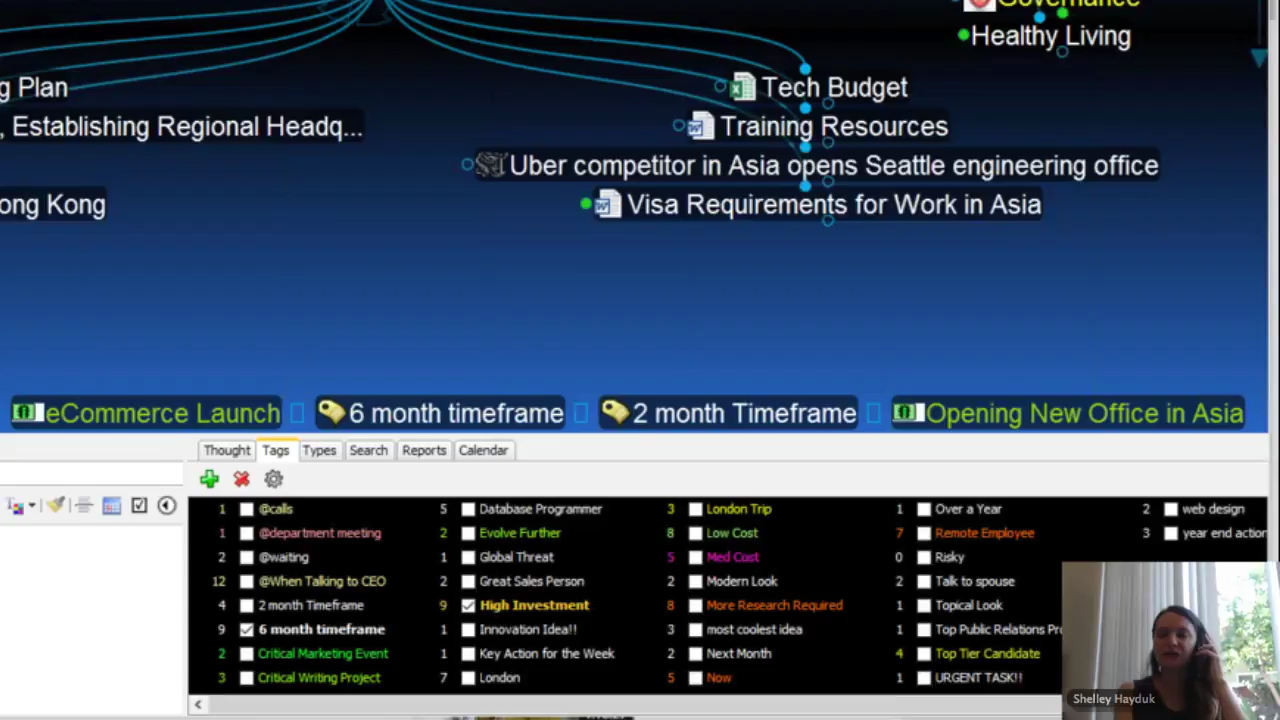 Governance
Healthy Living
g Plan
Tech Budget
, Establishing Regional Headq...
Training Resources
Uber competitor in Asia opens Seattle engineering office
ong Kong
Visa Requirements for Work in Asia
eCommerce Launch 6 month timeframe 2 month Timeframe Opening New Office in Asia
Thought Tags Types Search Reports Calendar
1 @calls 5 Database Programmer 3 London Trip 1 Over a Year 2 web design
1 @department meeting 2 Evolve Further 8 Low Cost 7 Remote Employee 3 year end action
2 @waiting 1 Global Threat 5 Med Cost 0 Risky
12 @When Talking to CEO 2 Great Sales Person 2 Modern Look 2 Talk to spouse
4 2 month Timeframe 9 High Investment 8 More Research Required 1 Topical Look
9 6 month timeframe 1 Innovation Idea!! 3 most coolest idea 1 Top Public Relations Pr
2 Critical Marketing Event 1 Key Action for the Week 2 Next Month 4 Top Tier Candidate
3 Critical Writing Project 7 London 5 Now 1 URGENT TASK!!
Shelley Hayduk